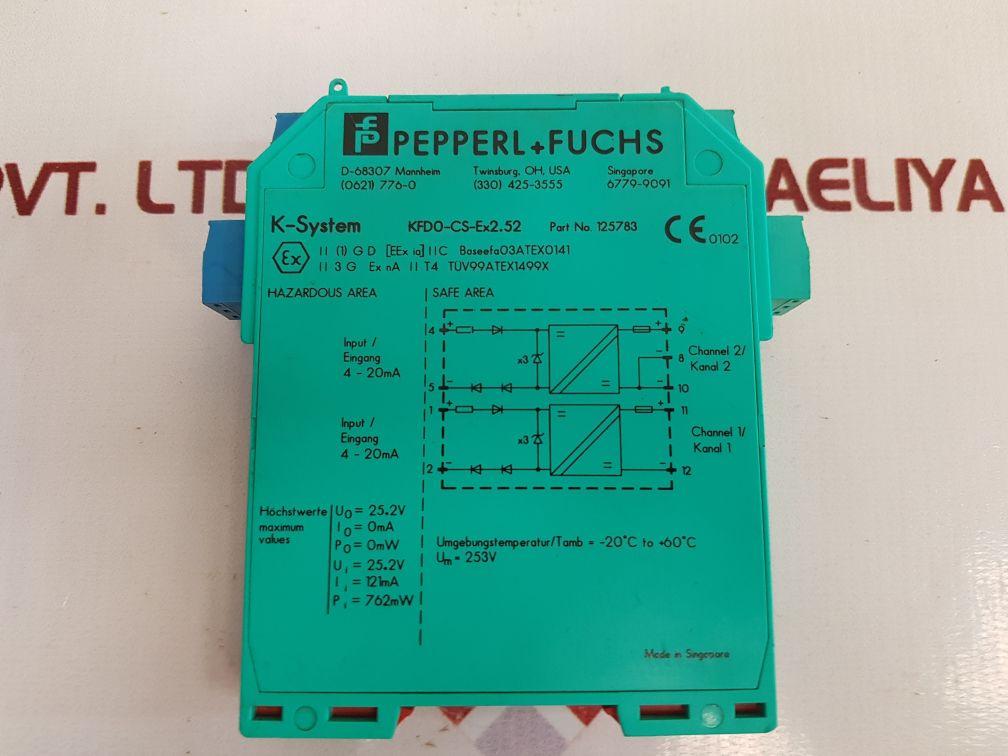 PEPPERL+FUCHS
D-68307 Mannheim Twinsburg, OH, USA Singapore
(0621) 776-0 (330) 425-3555 6779-9091
PVT. LTD AELIYA
K-System KFD0-CS-Ex2.52 Part No. 125783 CE 0102
Ex II (1) G D [EEx ia] IIC Baseefa03ATEX0141
II 3 G Ex nA II T4 TÜV99ATEX1499X
HAZARDOUS AREA SAFE AREA
4 + + 9
Input /
Eingang
4 - 20mA
x3
= =
- 8
Channel 2/
Kanal 2
5 - - 10
1 + + 11
Input /
Eingang
4 - 20mA
x3
= =
Channel 1/
Kanal 1
2 - - 12
Höchstwerte
maximum
values
U0 = 25.2V
I0 = 0mA
P0 = 0mW
Ui = 25.2V
Ii = 121mA
Pi = 762mW
Umgebungstemperatur/Tamb = -20°C to +60°C
Um = 253V
Made in Singapore